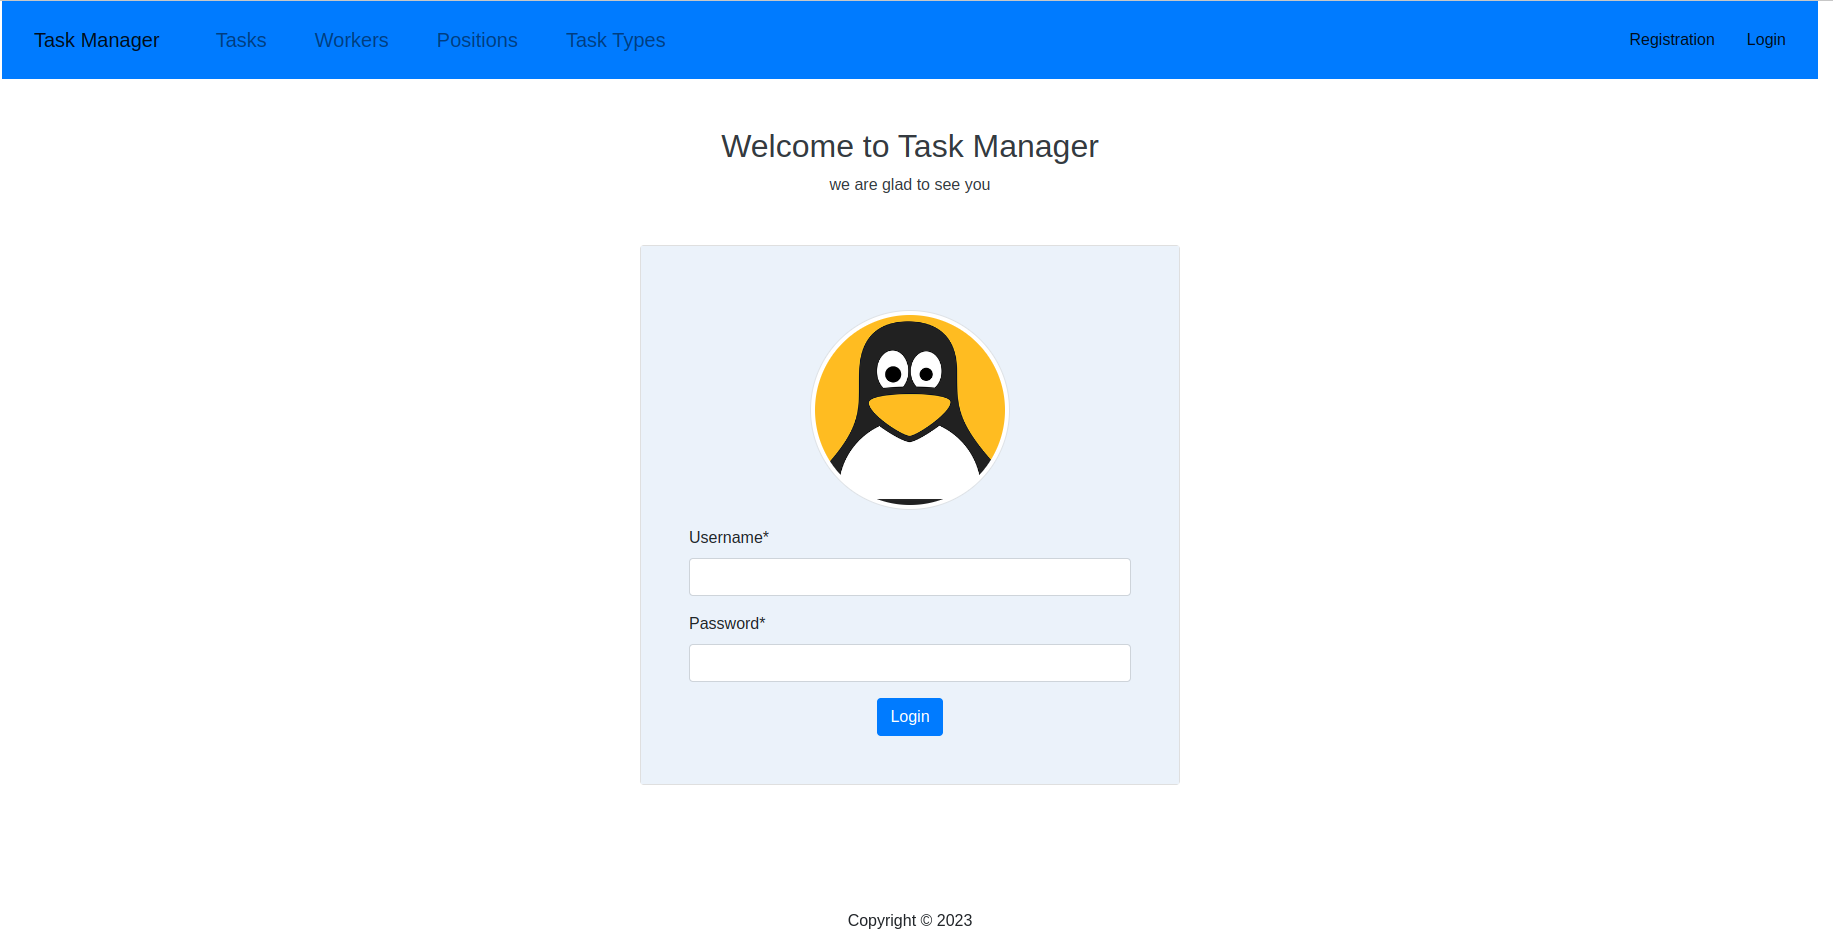 Task Manager Tasks Workers Positions Task Types Registration Login
Welcome to Task Manager
we are glad to see you
Username*
Password*
Login
Copyright © 2023